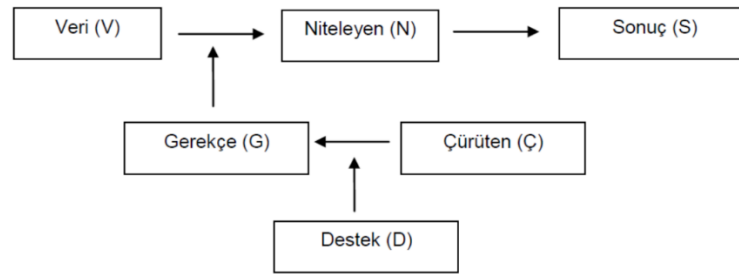 Veri (V)
Niteleyen (N)
Sonuç (S)
Gerekçe (G)
Çürüten (Ç)
Destek (D)